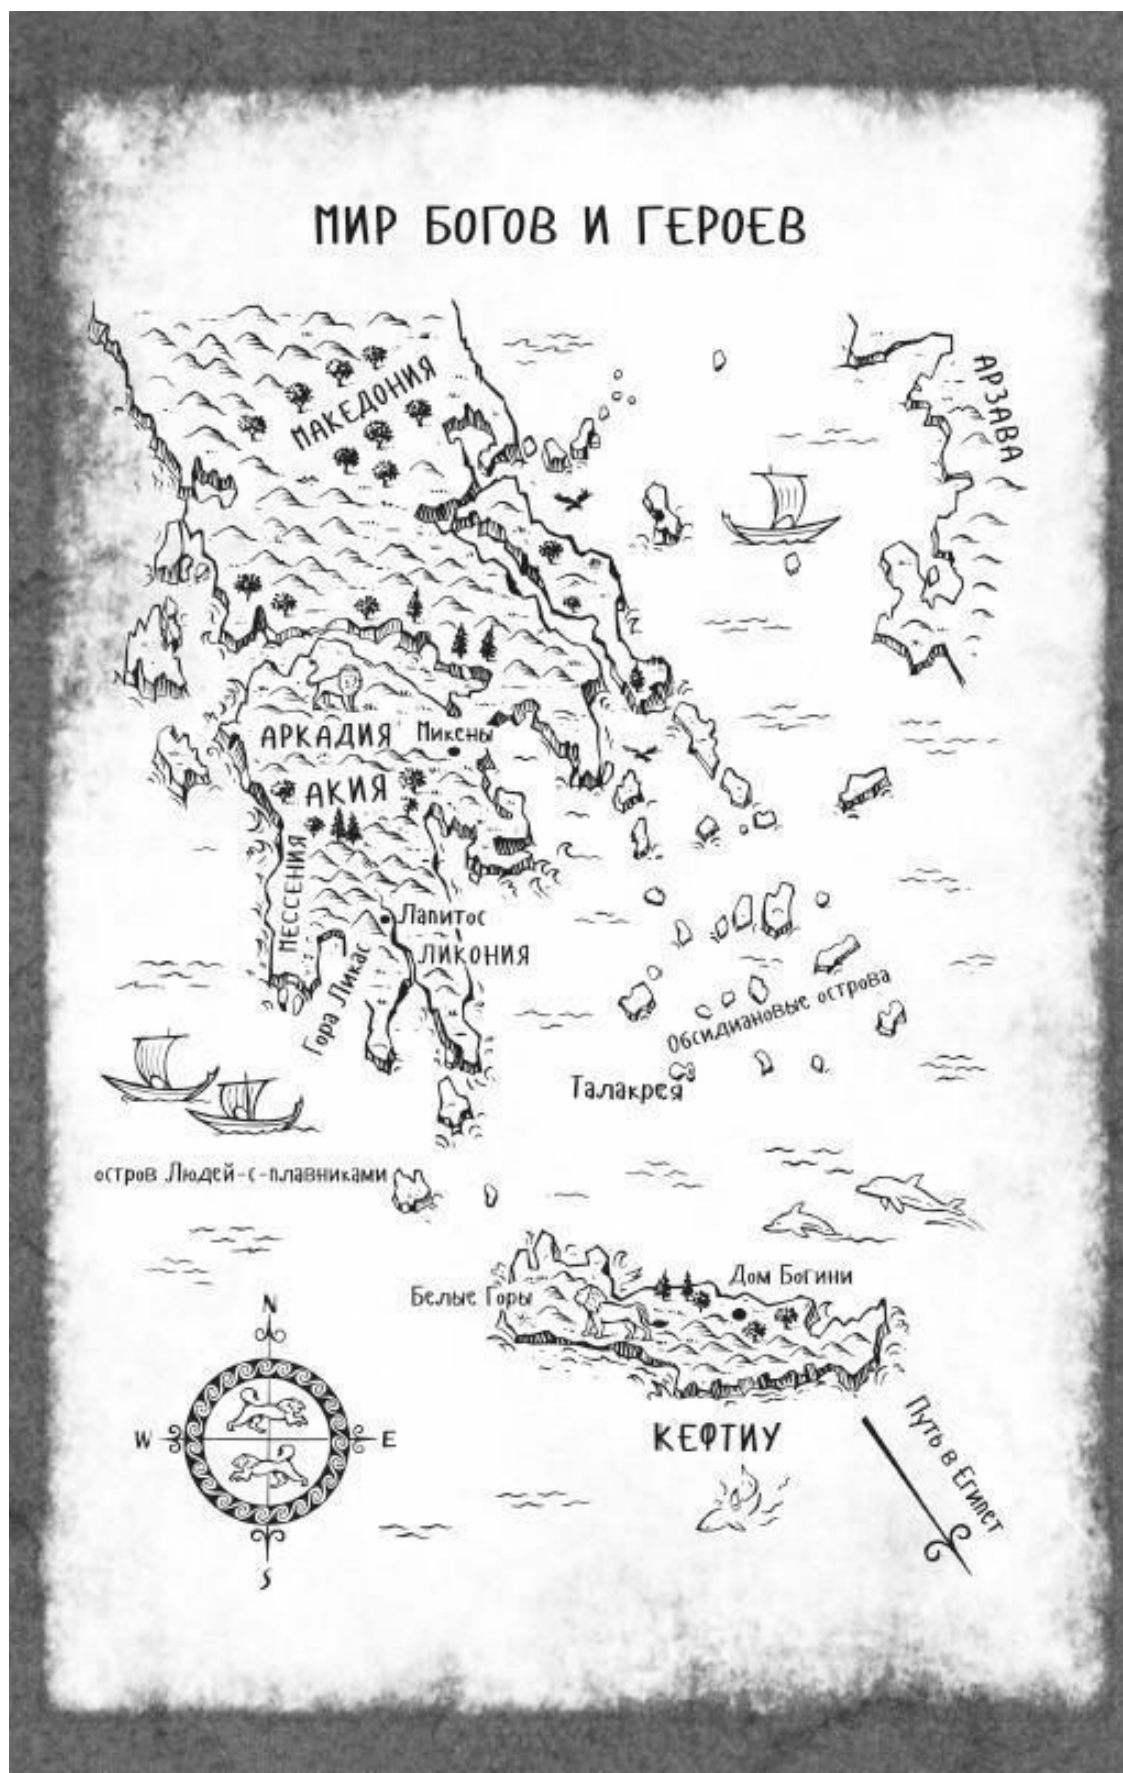 МИР БОГОВ И ГЕРОЕВ
МАКЕДОНИЯ
АРЗАВА
АРКАДИЯ
Микены
АКИЯ
МЕССЕНИЯ
Лапитос
ЛИКОНИЯ
Гора Ликас
Обсидиановые острова
Талакрея
остров Людей-с-плавниками
Дом Богини
Белые Горы
N
W
E
S
КЕФТИУ
Путь в Египет